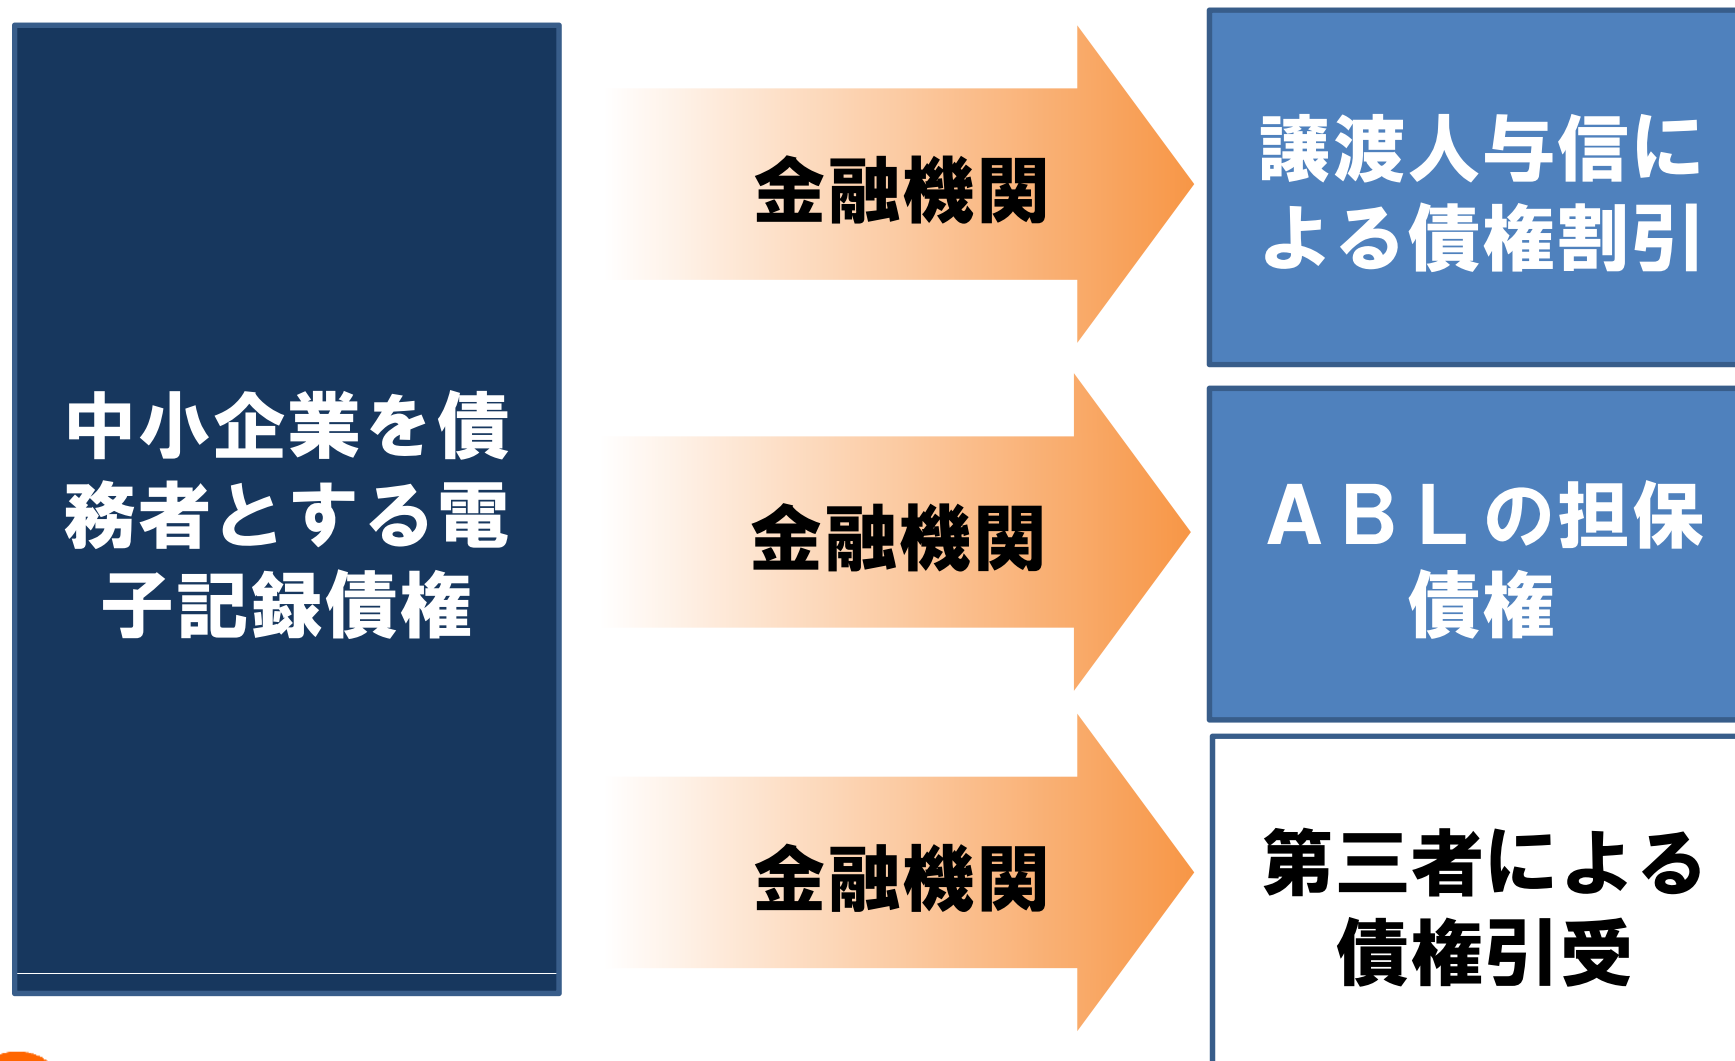 中小企業を債
務者とする電
子記録債権
金融機関
譲渡人与信に
よる債権割引
金融機関
ＡＢＬの担保
債権
金融機関
第三者による
債権引受